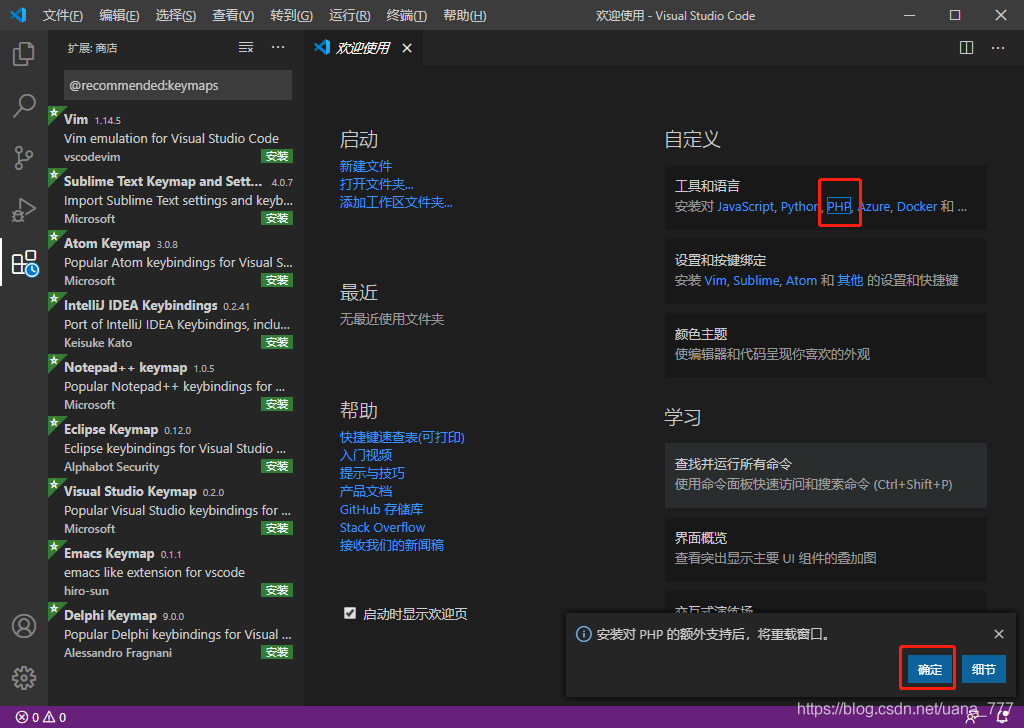 文件(F) 编辑(E) 选择(S) 查看(V) 转到(G) 运行(R) 终端(T) 帮助(H) 欢迎使用 - Visual Studio Code
扩展: 商店
@recommended:keymaps
Vim 1.14.5
Vim emulation for Visual Studio Code
vscodevim 安装
Sublime Text Keymap and Sett... 4.0.7
Import Sublime Text settings and keyb...
Microsoft 安装
Atom Keymap 3.0.8
Popular Atom keybindings for Visual S...
Microsoft 安装
IntelliJ IDEA Keybindings 0.2.41
Port of IntelliJ IDEA Keybindings, inclu...
Keisuke Kato 安装
Notepad++ keymap 1.0.5
Popular Notepad++ keybindings for ...
Microsoft 安装
Eclipse Keymap 0.12.0
Eclipse keybindings for Visual Studio ...
Alphabot Security 安装
Visual Studio Keymap 0.2.0
Popular Visual Studio keybindings for ...
Microsoft 安装
Emacs Keymap 0.1.1
emacs like extension for vscode
hiro-sun 安装
Delphi Keymap 9.0.0
Popular Delphi keybindings for Visual ...
Alessandro Fragnani 安装
欢迎使用
启动
新建文件
打开文件夹...
添加工作区文件夹...
最近
无最近使用文件夹
帮助
快捷键速查表(可打印)
入门视频
提示与技巧
产品文档
GitHub 存储库
Stack Overflow
接收我们的新闻稿
启动时显示欢迎页
自定义
工具和语言
安装对 JavaScript, Python, PHP, Azure, Docker 和 ...
设置和按键绑定
安装 Vim, Sublime, Atom 和 其他 的设置和快捷键
颜色主题
使编辑器和代码呈现你喜欢的外观
学习
查找并运行所有命令
使用命令面板快速访问和搜索命令 (Ctrl+Shift+P)
界面概览
查看突出显示主要 UI 组件的叠加图
交互式演练场
安装对 PHP 的额外支持后，将重载窗口。
确定 细节
0 0
https://blog.csdn.net/uana_777